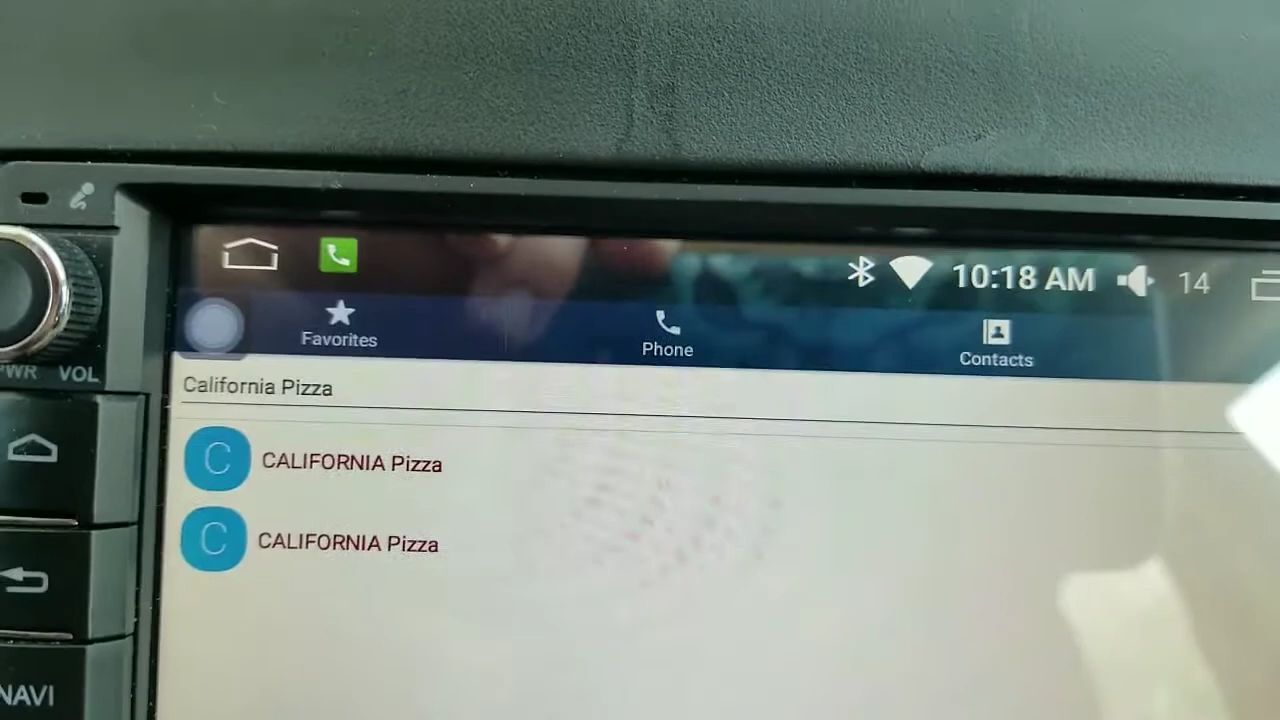 10:18 AM 14
Favorites Phone Contacts
PWR VOL
California Pizza
C CALIFORNIA Pizza
C CALIFORNIA Pizza
NAVI